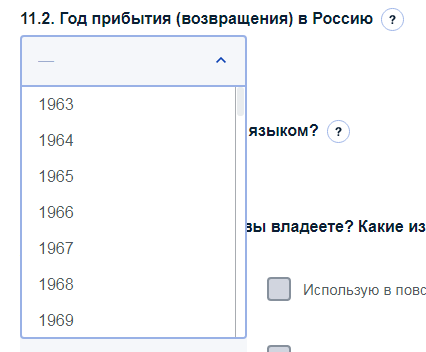 11.2. Год прибытия (возвращения) в Россию ?
—
1963
1964
языком? ?
1965
1966
вы владеете? Какие из
1967
1968
Использую в повс
1969